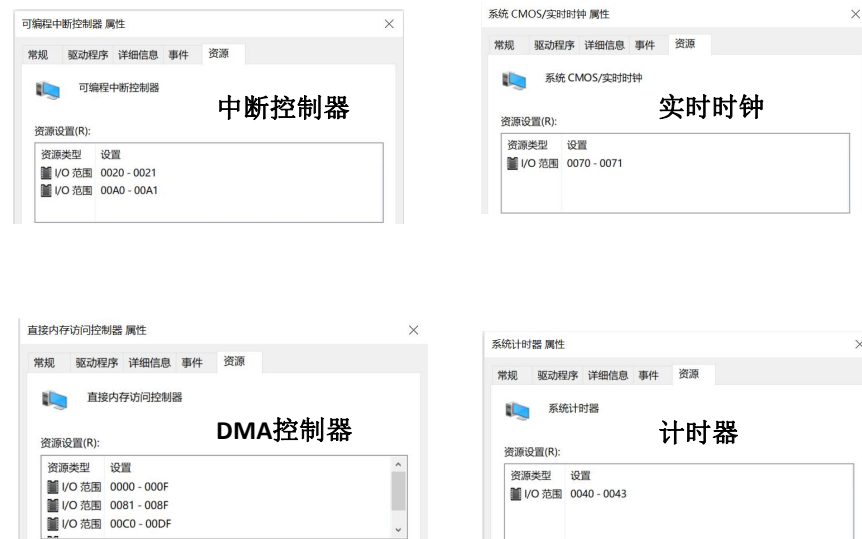 可编程中断控制器 属性
常规 驱动程序 详细信息 事件 资源
可编程中断控制器
中断控制器
资源设置(R):
资源类型 设置
I/O 范围 0020 - 0021
I/O 范围 00A0 - 00A1
系统 CMOS/实时时钟 属性
常规 驱动程序 详细信息 事件 资源
系统 CMOS/实时时钟
实时时钟
资源设置(R):
资源类型 设置
I/O 范围 0070 - 0071
直接内存访问控制器 属性
常规 驱动程序 详细信息 事件 资源
直接内存访问控制器
DMA控制器
资源设置(R):
资源类型 设置
I/O 范围 0000 - 000F
I/O 范围 0081 - 008F
I/O 范围 00C0 - 00DF
系统计时器 属性
常规 驱动程序 详细信息 事件 资源
系统计时器
计时器
资源设置(R):
资源类型 设置
I/O 范围 0040 - 0043